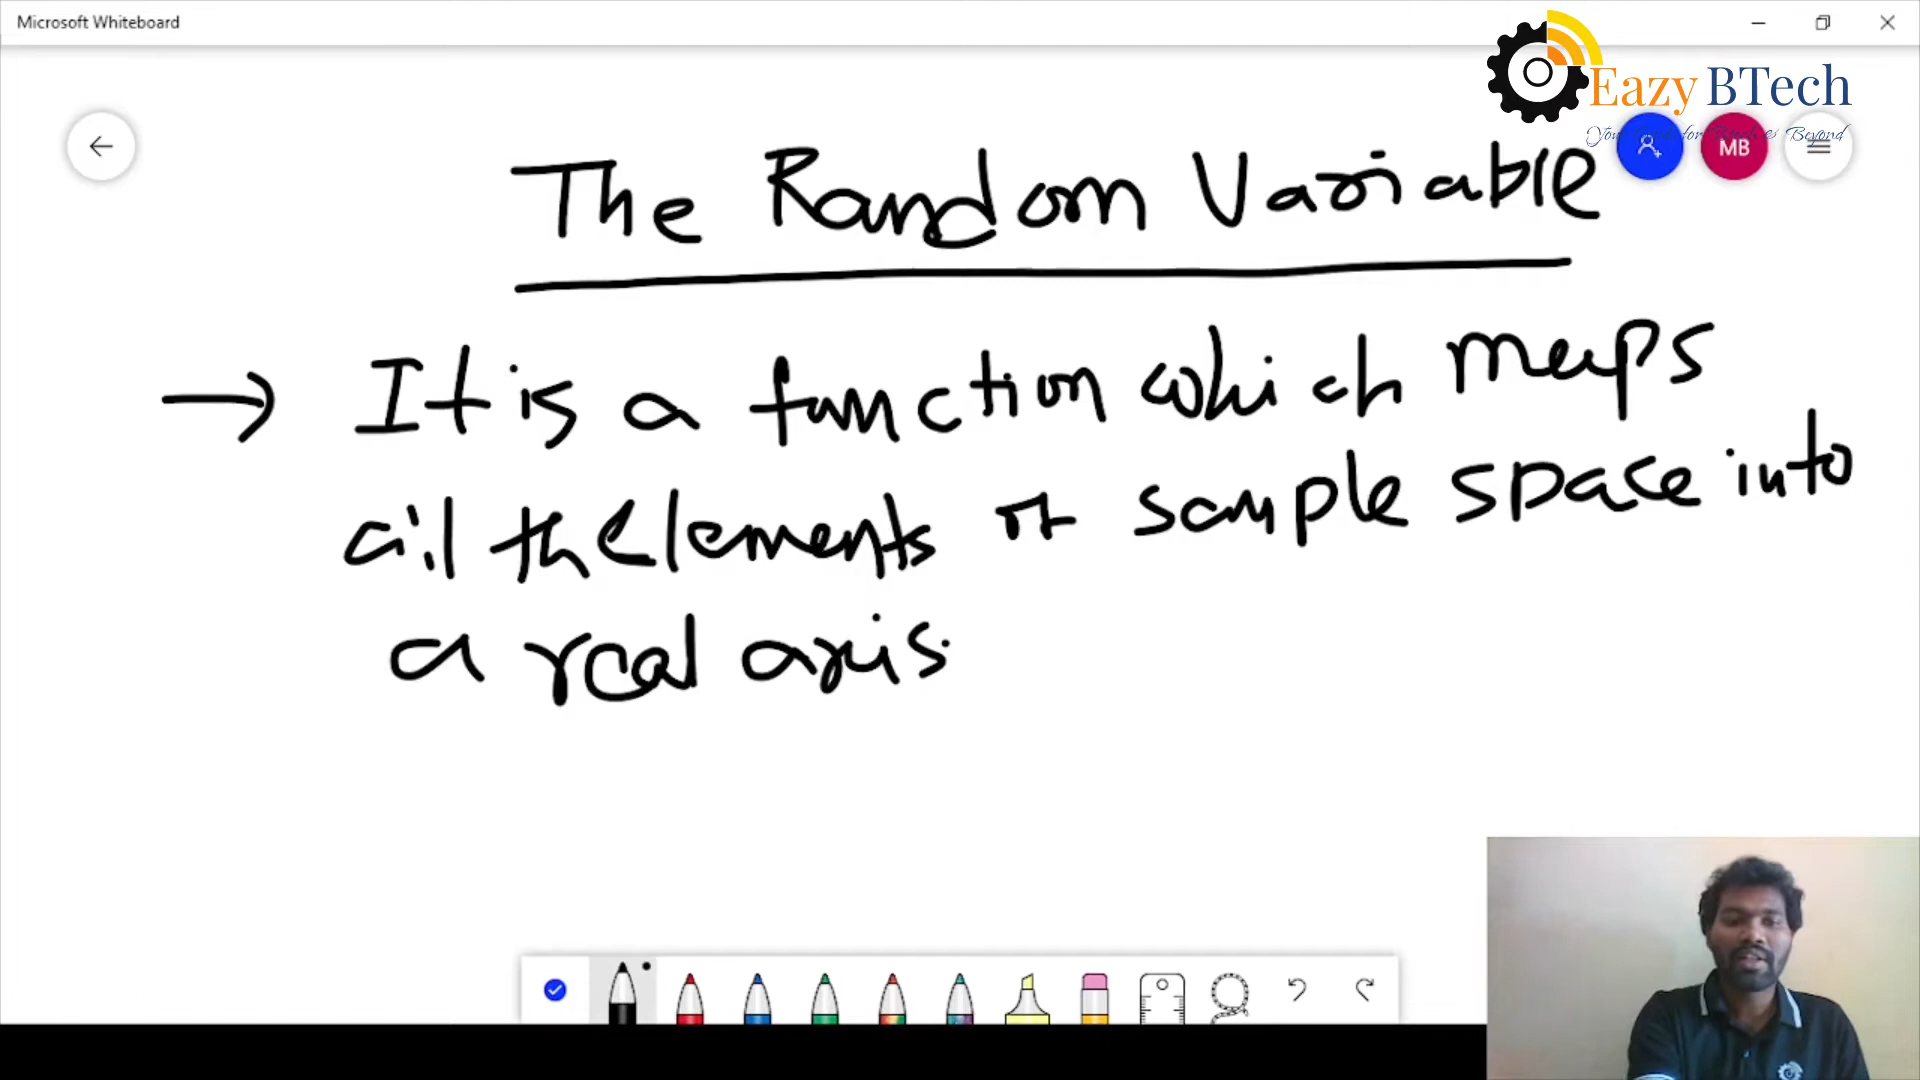 Microsoft Whiteboard
Eazy BTech
MB
The Random Variable
→ It is a function which maps
all the elements of sample space into
a real axis.